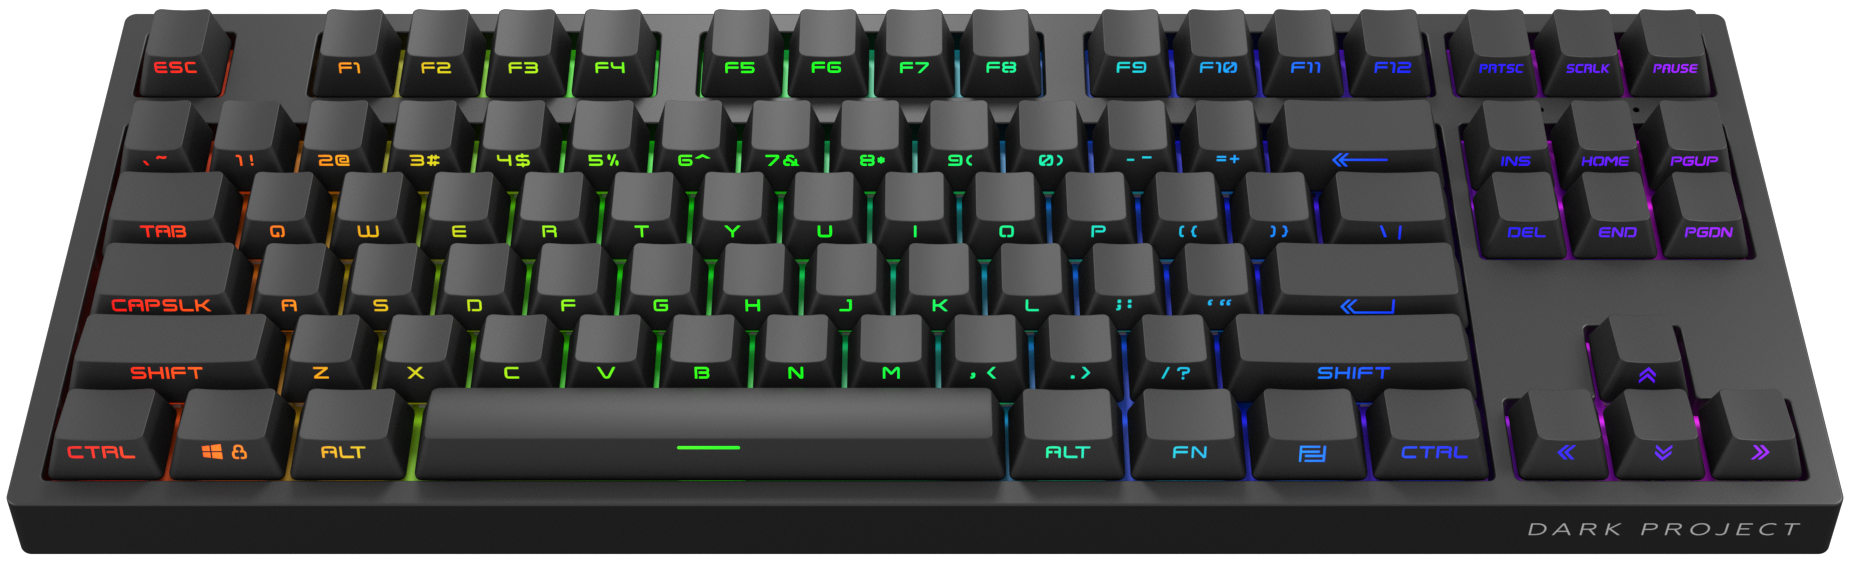 ESC F1 F2 F3 F4 F5 F6 F7 F8 F9 F10 F11 F12 PRTSC SCRLK PAUSE
`~ 1! 2@ 3# 4$ 5% 6^ 7& 8* 9( 0) -- =+ INS HOME PGUP
TAB Q W E R T Y U I O P \| DEL END PGDN
CAPSLK A S D F G H J K L ;: ‘“
SHIFT Z X C V B N M ,< .> /? SHIFT
CTRL ALT ALT FN CTRL
DARK PROJECT